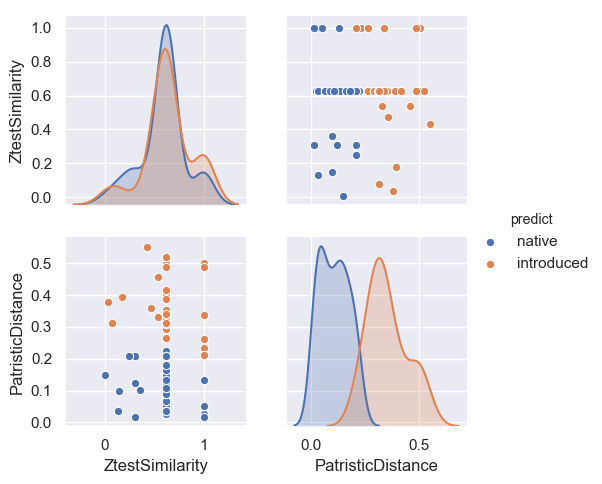 1.0
0.8
0.6
0.4
0.2
0.0
ZtestSimilarity
predict
native
introduced
0.5
0.4
0.3
0.2
0.1
0.0
PatristicDistance
0
1
ZtestSimilarity
0.0
0.5
PatristicDistance